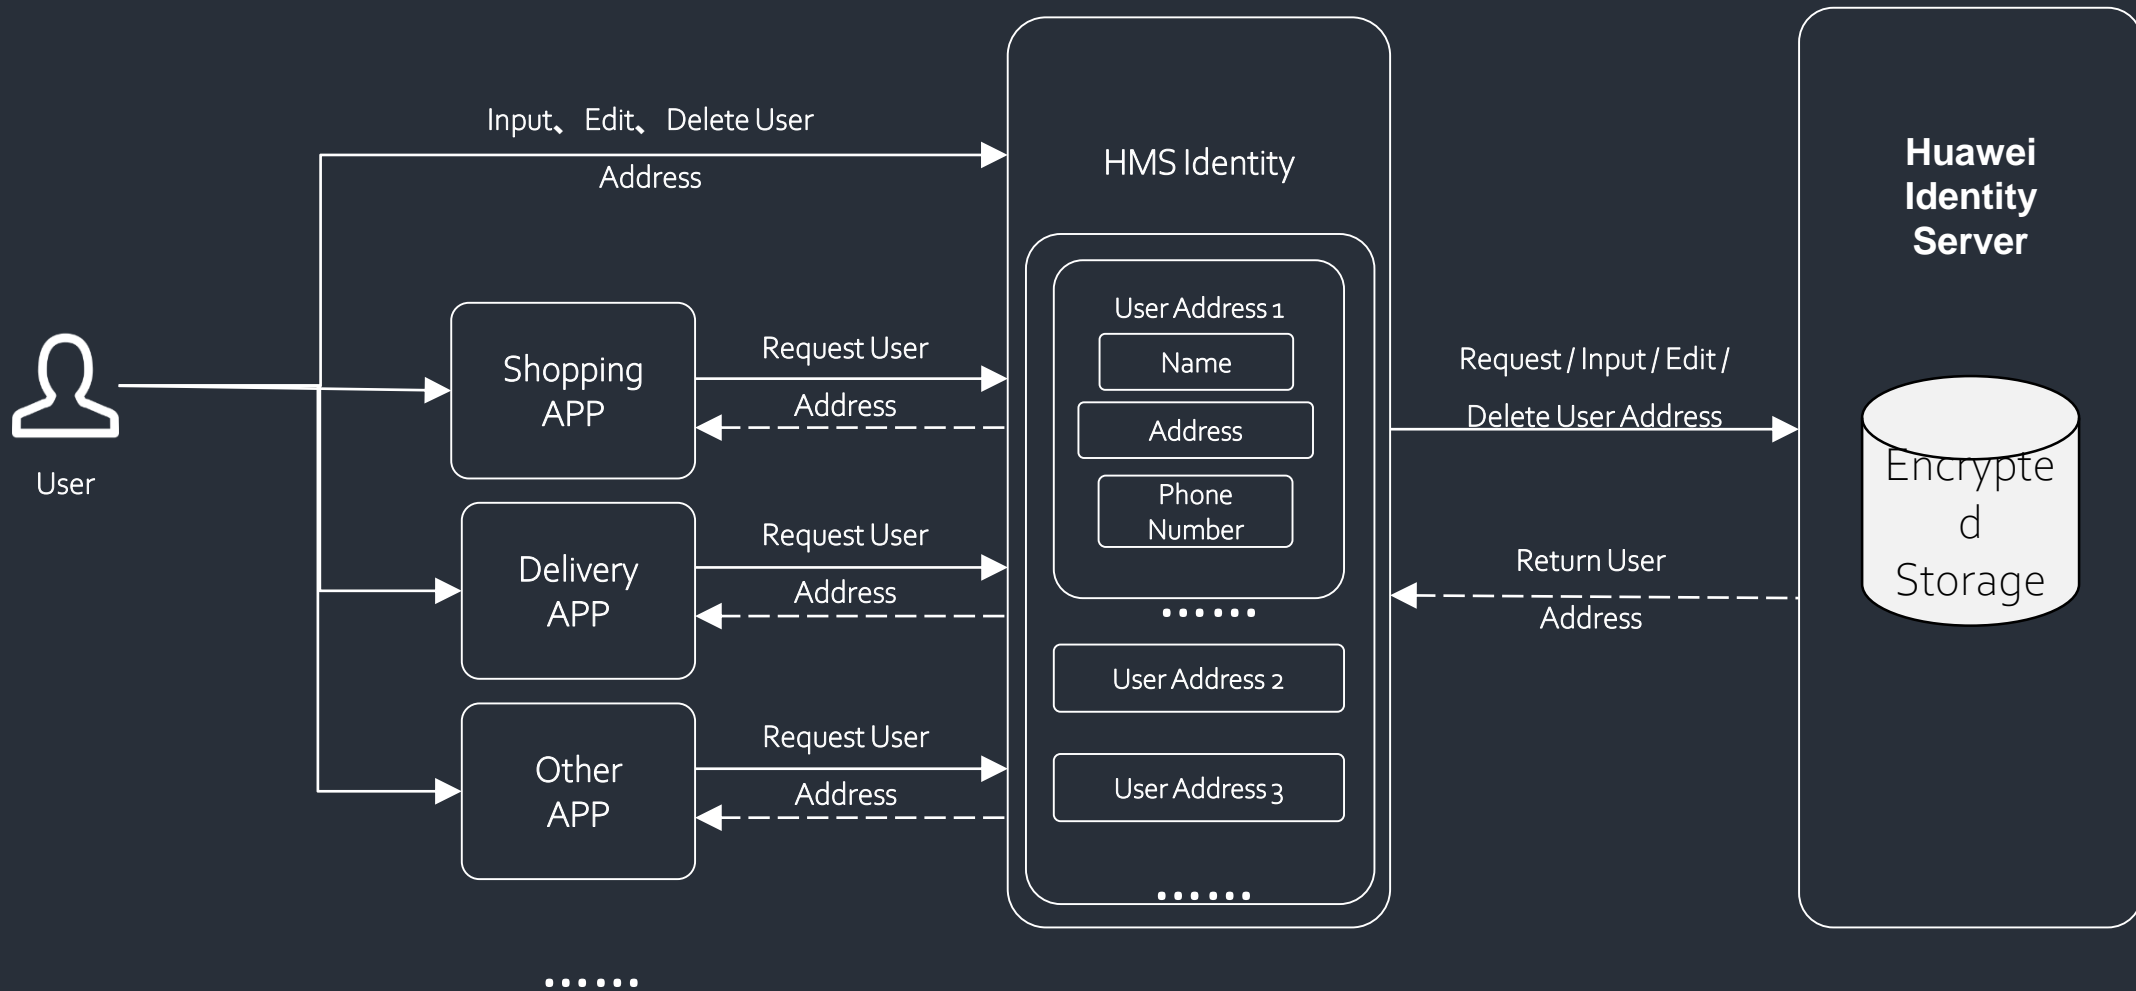 Input、 Edit、 Delete User
Address
User
Shopping
APP
Request User
Address
Delivery
APP
Request User
Address
Other
APP
Request User
Address
......
HMS Identity
User Address 1
Name
Address
Phone
Number
......
User Address 2
User Address 3
......
Request / Input / Edit /
Delete User Address
Return User
Address
Huawei
Identity
Server
Encrypte
d
Storage